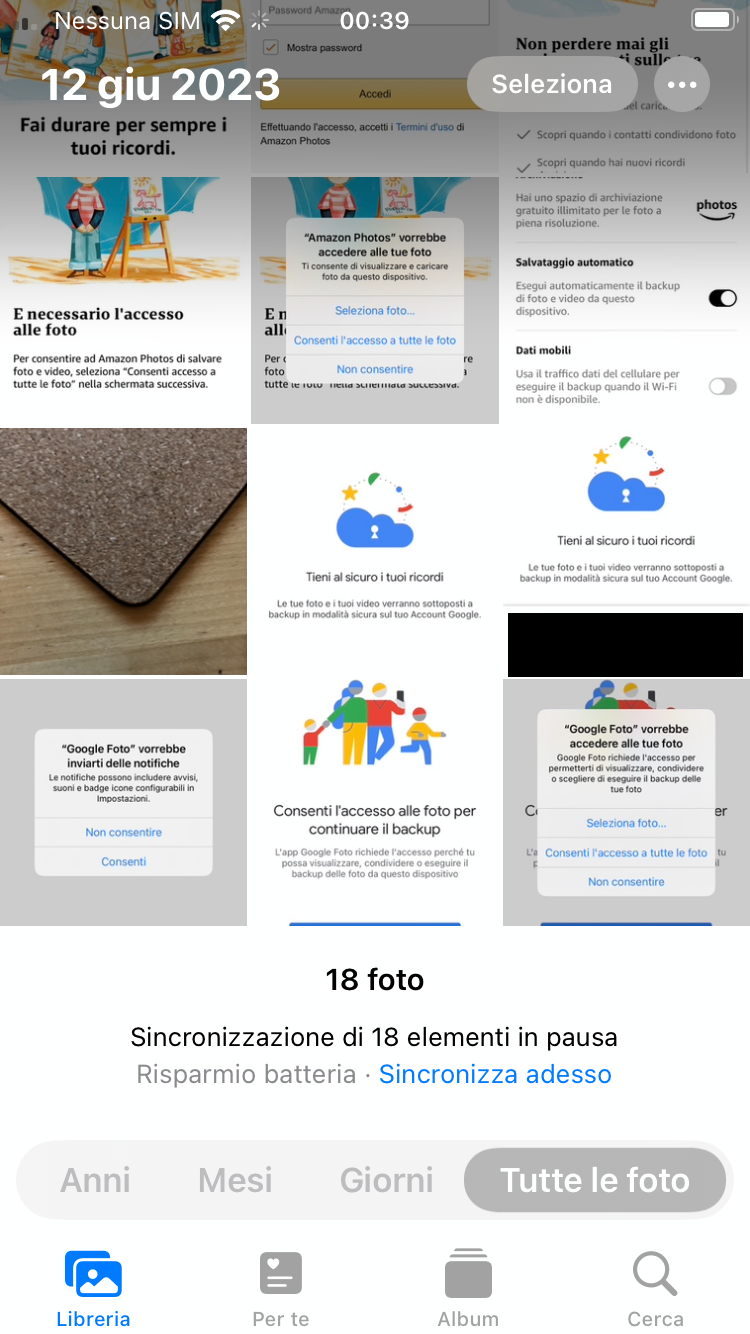 Nessuna SIM
00:39
12 giu 2023
Seleziona
Fai durare per sempre i
tuoi ricordi.
Password Amazon
Mostra password
Accedi
Effettuando l'accesso, accetti i Termini d'uso di
Amazon Photos
Non perdere mai gli
Scopri quando i contatti condividono foto
Scopri quando hai nuovi ricordi
E necessario l'accesso
alle foto
Per consentire ad Amazon Photos di salvare
foto e video, seleziona "Consenti accesso a
tutte le foto" nella schermata successiva.
"Amazon Photos" vorrebbe
accedere alle tue foto
Ti consente di visualizzare e caricare
foto da questo dispositivo.
Seleziona foto...
Consenti l'accesso a tutte le foto
Non consentire
tutte le foto" nella schermata successiva.
Archiviazione
Hai uno spazio di archiviazione
gratuito illimitato per le foto a
piena risoluzione.
photos
Salvataggio automatico
Esegui automaticamente il backup
di foto e video da questo
dispositivo.
Dati mobili
Usa il traffico dati del cellulare per
eseguire il backup quando il Wi-Fi
non è disponibile.
Tieni al sicuro i tuoi ricordi
Le tue foto e i tuoi video verranno sottoposti a
backup in modalità sicura sul tuo Account Google.
Tieni al sicuro i tuoi ricordi
Le tue foto e i tuoi video verranno sottoposti a
backup in modalità sicura sul tuo Account Google.
"Google Foto" vorrebbe
inviarti delle notifiche
Le notifiche possono includere avvisi,
suoni e badge icone configurabili in
Impostazioni.
Non consentire
Consenti
Consenti l'accesso alle foto per
continuare il backup
L'app Google Foto richiede l'accesso perché tu
possa visualizzare, condividere o eseguire il
backup delle foto da questo dispositivo
"Google Foto" vorrebbe
accedere alle tue foto
Google Foto richiede l'accesso per
permetterti di visualizzare, condividere
o scegliere di eseguire il backup delle
tue foto
Seleziona foto...
Consenti l'accesso a tutte le foto
Non consentire
18 foto
Sincronizzazione di 18 elementi in pausa
Risparmio batteria · Sincronizza adesso
Anni
Mesi
Giorni
Tutte le foto
Libreria
Per te
Album
Cerca